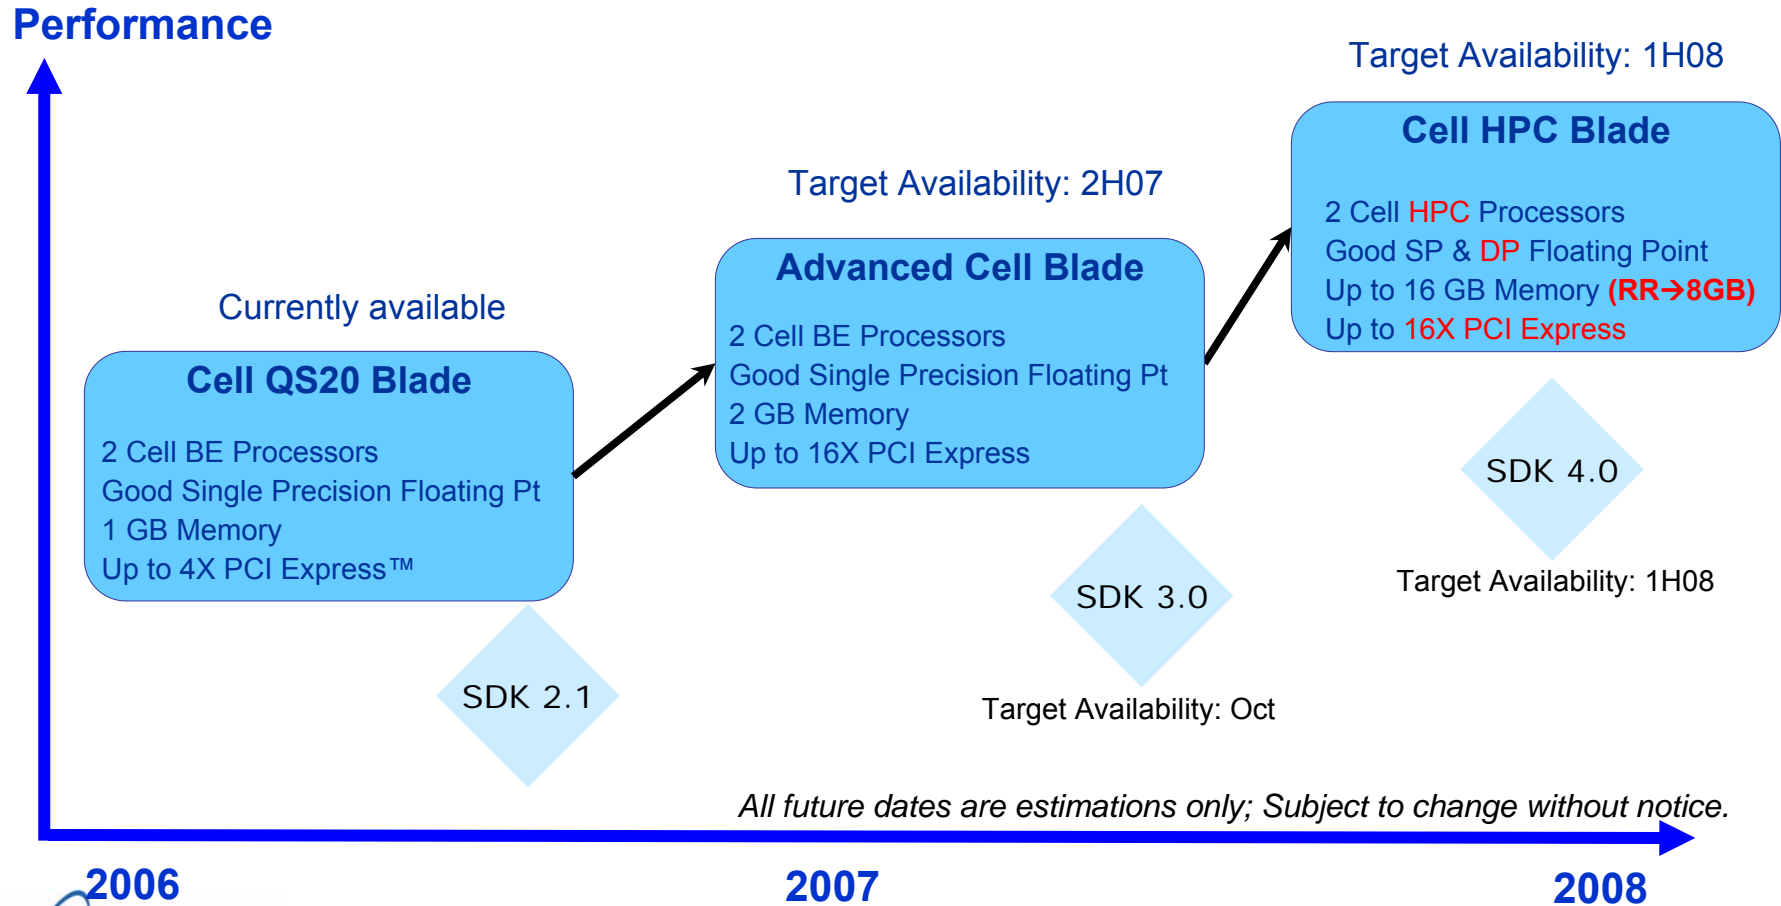 Performance
Target Availability: 1H08
Cell HPC Blade
2 Cell HPC Processors
Good SP & DP Floating Point
Up to 16 GB Memory (RR→8GB)
Up to 16X PCI Express
Target Availability: 2H07
Advanced Cell Blade
2 Cell BE Processors
Good Single Precision Floating Pt
2 GB Memory
Up to 16X PCI Express
Currently available
Cell QS20 Blade
2 Cell BE Processors
Good Single Precision Floating Pt
1 GB Memory
Up to 4X PCI Express™
SDK 4.0
Target Availability: 1H08
SDK 3.0
Target Availability: Oct
SDK 2.1
All future dates are estimations only; Subject to change without notice.
2006
2007
2008